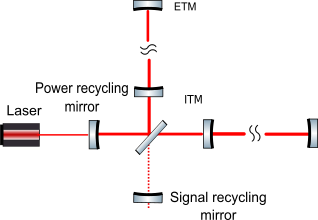 ETM
Power recycling
mirror
ITM
Laser
Signal recycling
mirror